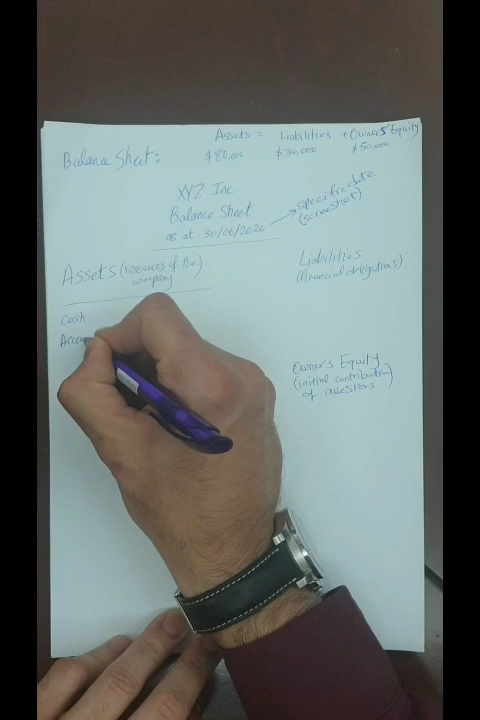 Assets = Liabilities + Owners' Equity
$80,000 $30,000 $50,000
Balance Sheet:
XYZ Inc.
Balance Sheet
as at 30/06/2020
specific date
(screenshot)
Assets (resources of the
company)
Liabilities
(financial obligations)
Cash
Accou
Owner's Equity
(initial contribution
of investors)